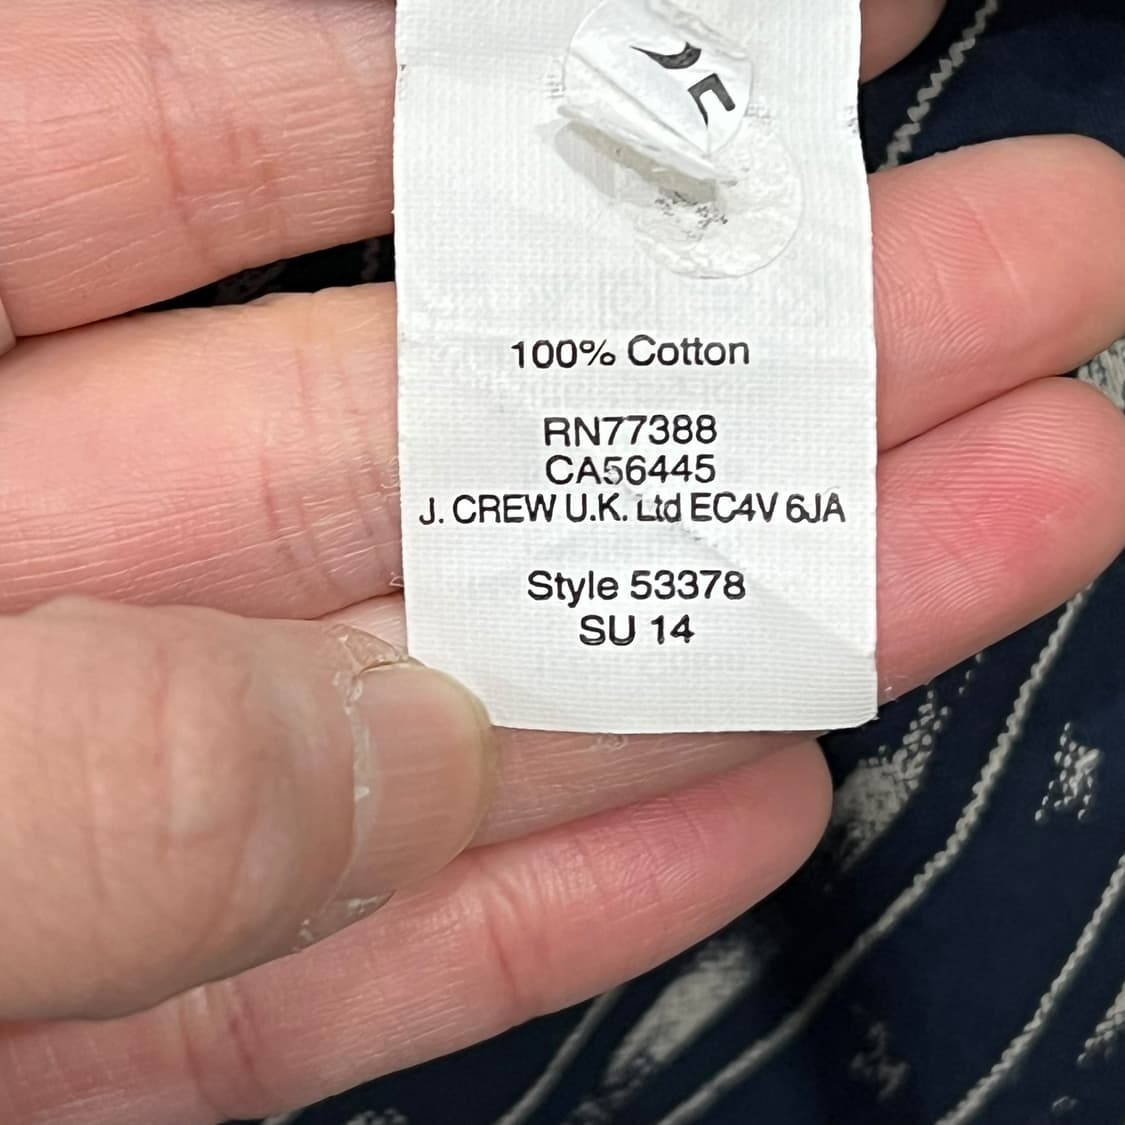 100% Cotton
RN77388
CA56445
J. CREW U.K. Ltd EC4V 6JA
Style 53378
SU 14